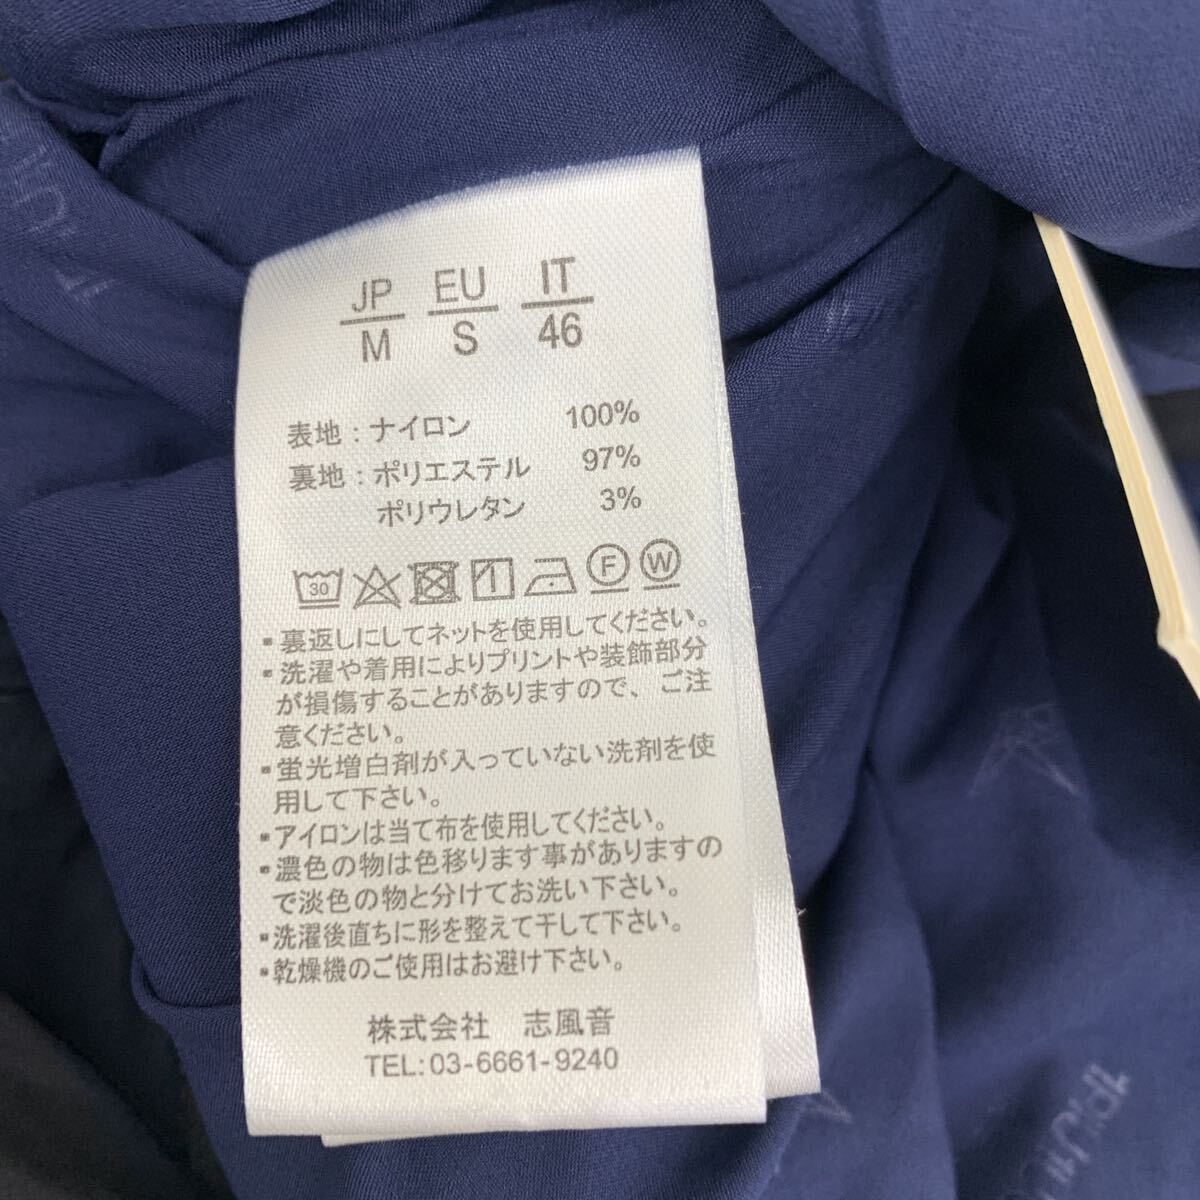 JP EU IT
M S 46
表地：ナイロン 100%
裏地：ポリエステル 97%
ポリウレタン 3%
30 F W
・裏返しにしてネットを使用してください。
・洗濯や着用によりプリントや装飾部分
が損傷することがありますので、ご注
意ください。
・蛍光増白剤が入っていない洗剤を使
用して下さい。
・アイロンは当て布を使用してください。
・濃色の物は色移ります事がありますの
で淡色の物と分けてお洗い下さい。
・洗濯後直ちに形を整えて干して下さい。
・乾燥機のご使用はお避け下さい。
株式会社 志風音
TEL：03-6661-9240